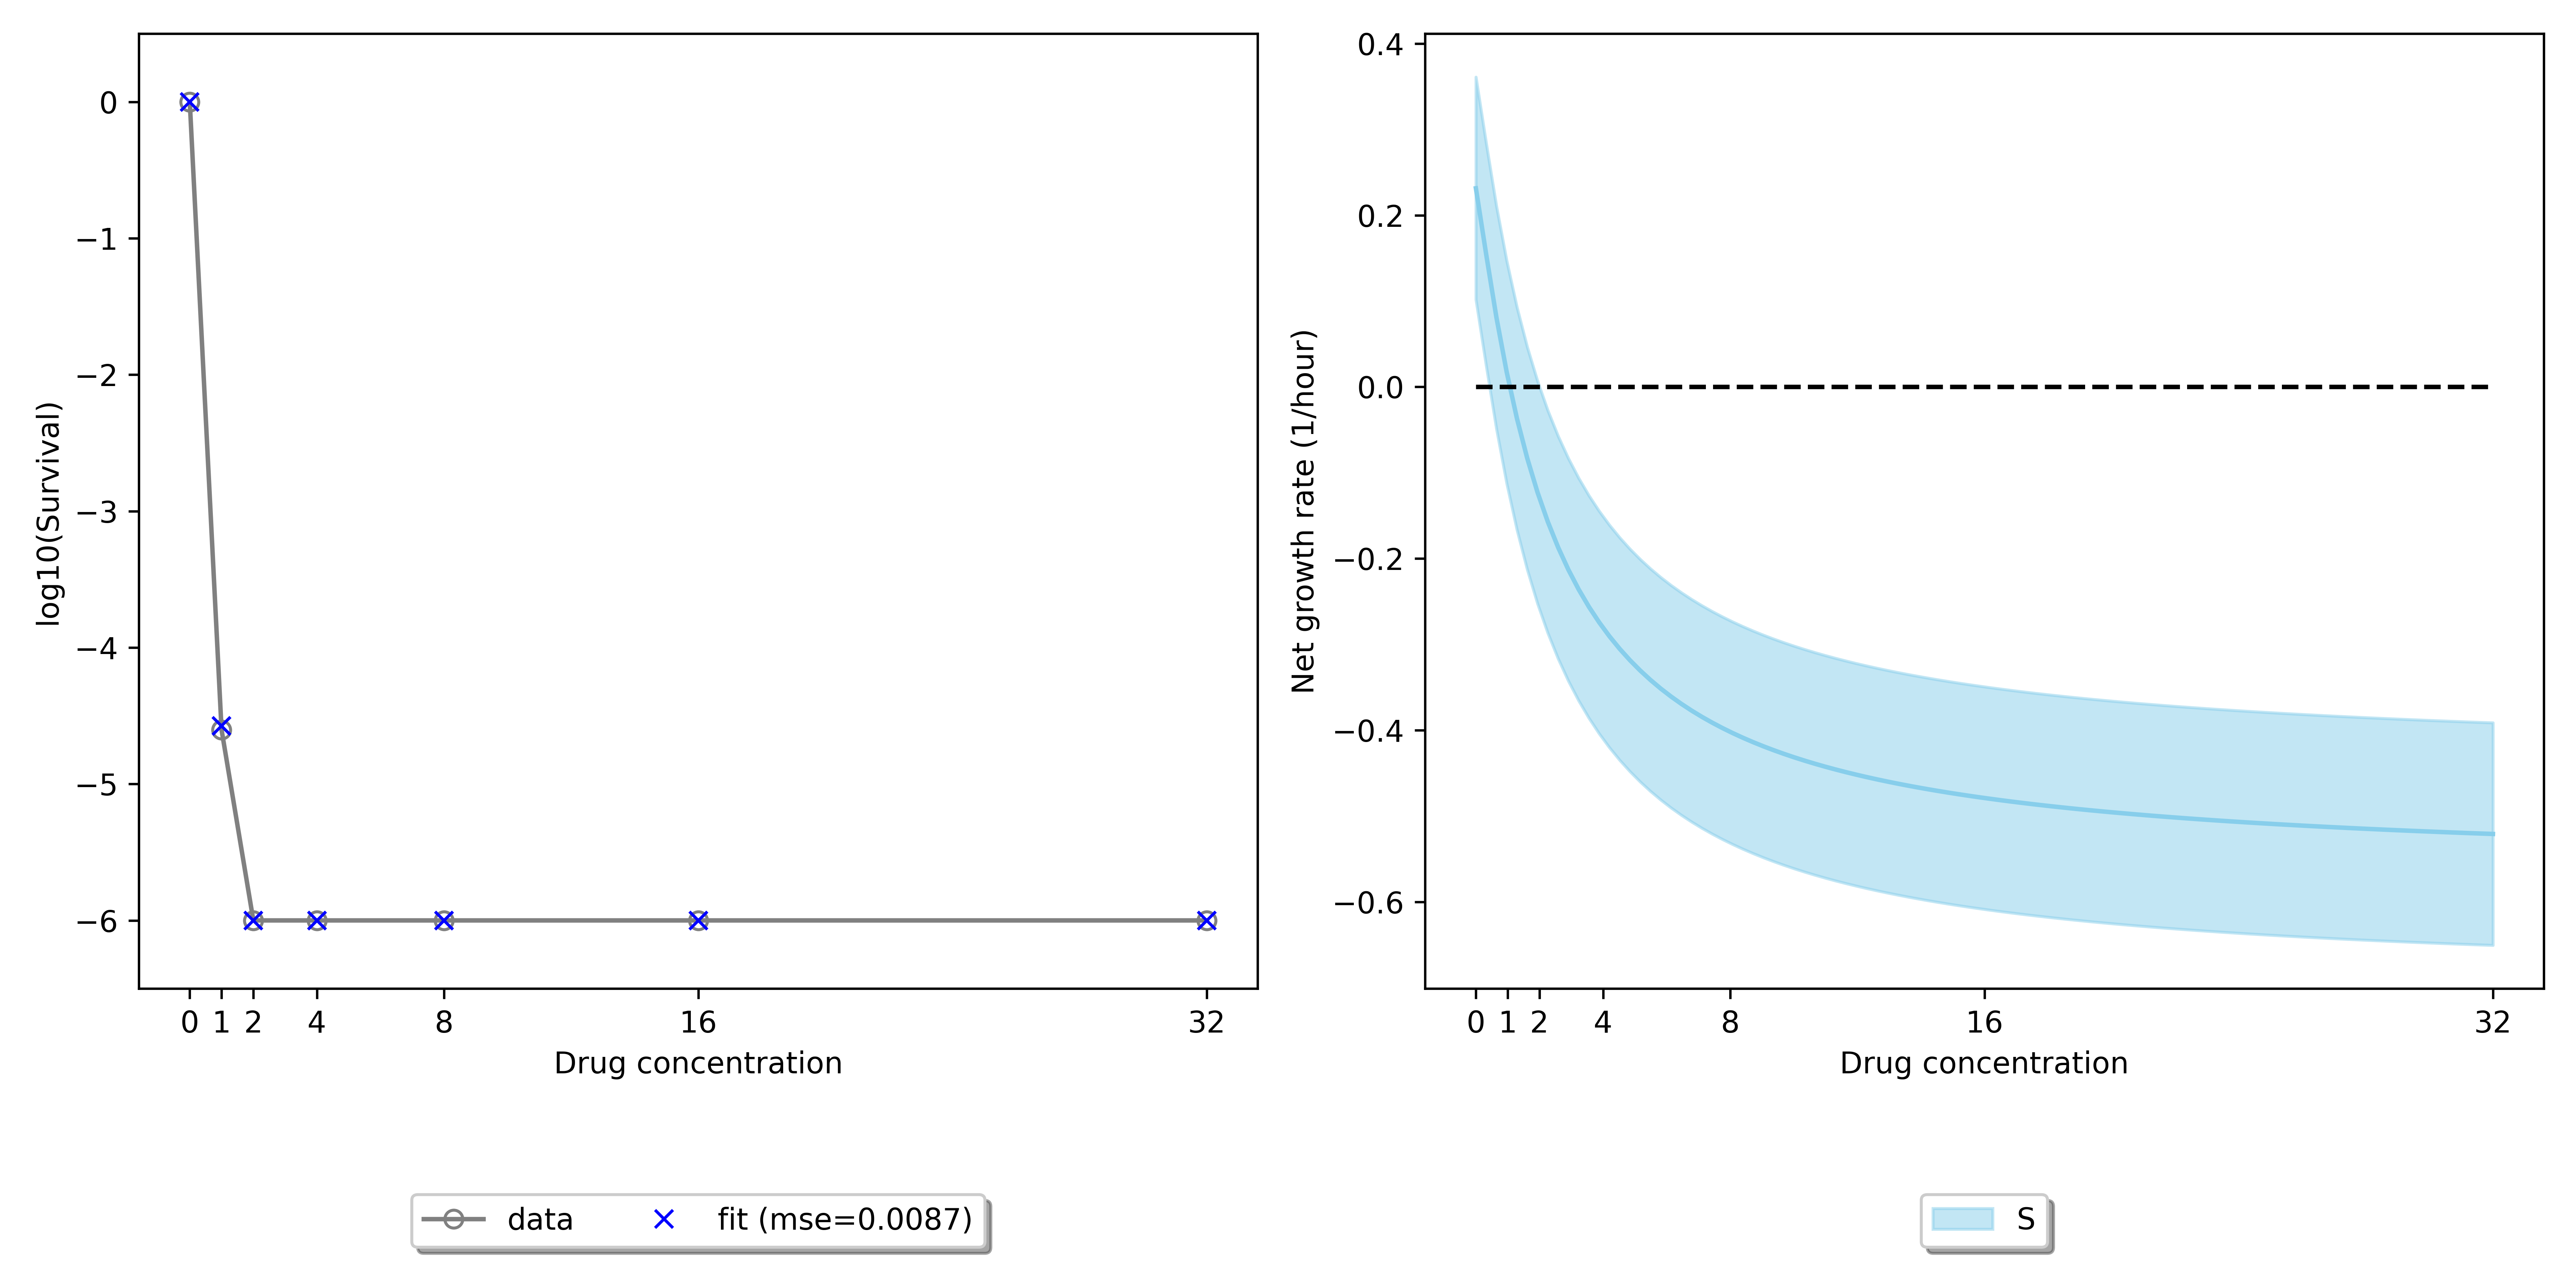 0
−1
−2
−3
−4
−5
−6
log10(Survival)
0 1 2 4 8 16 32
Drug concentration
data fit (mse=0.0087)
0.4
0.2
0.0
−0.2
−0.4
−0.6
Net growth rate (1/hour)
0 1 2 4 8 16 32
Drug concentration
S